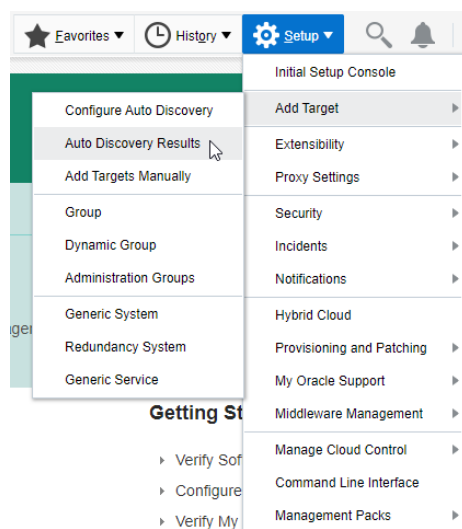 Favorites ▼ History ▼ Setup ▼
Initial Setup Console
Add Target
Extensibility
Proxy Settings
Security
Incidents
Notifications
Hybrid Cloud
Provisioning and Patching
My Oracle Support
Middleware Management
Manage Cloud Control
Command Line Interface
Management Packs
Configure Auto Discovery
Auto Discovery Results
Add Targets Manually
Group
Dynamic Group
Administration Groups
Generic System
Redundancy System
Generic Service
Getting St
Verify Sof
Configure
Verify My